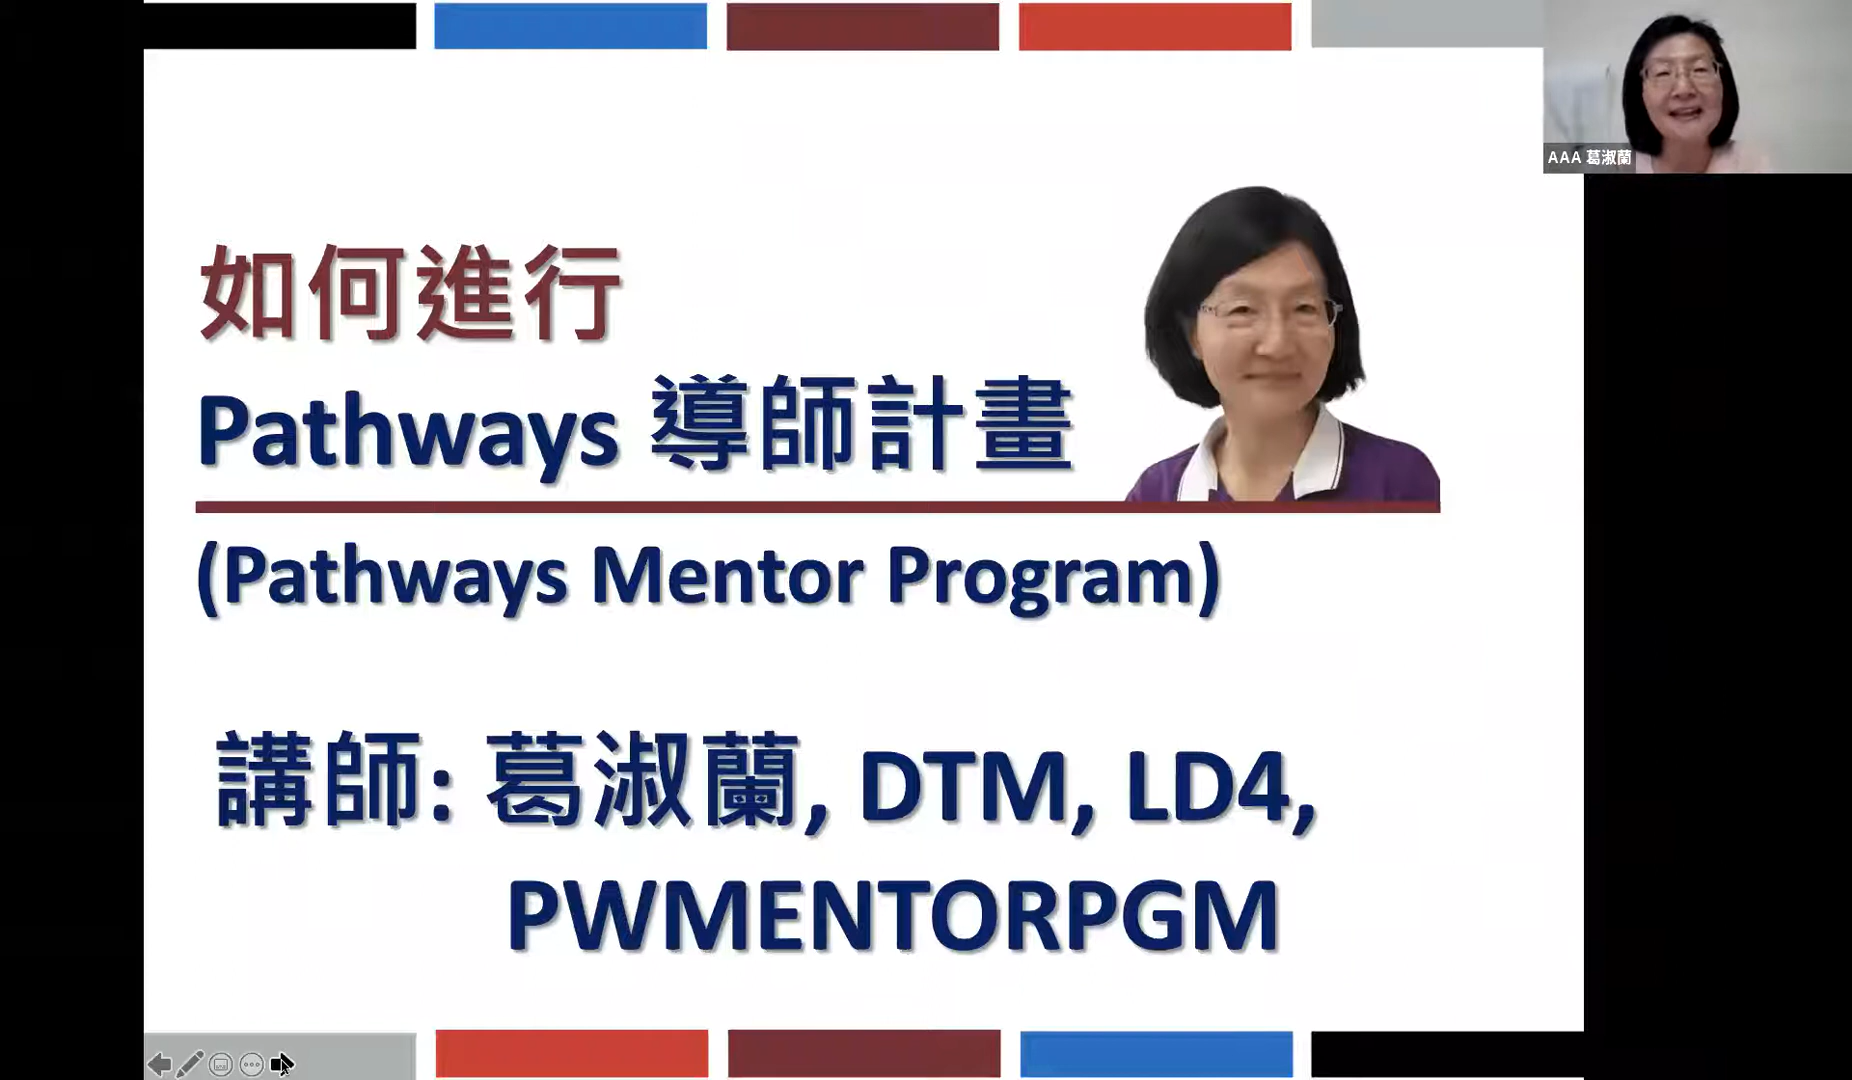 AAA 葛淑蘭
如何進行
Pathways 導師計畫
(Pathways Mentor Program)
講師: 葛淑蘭, DTM, LD4,
PWMENTORPGM